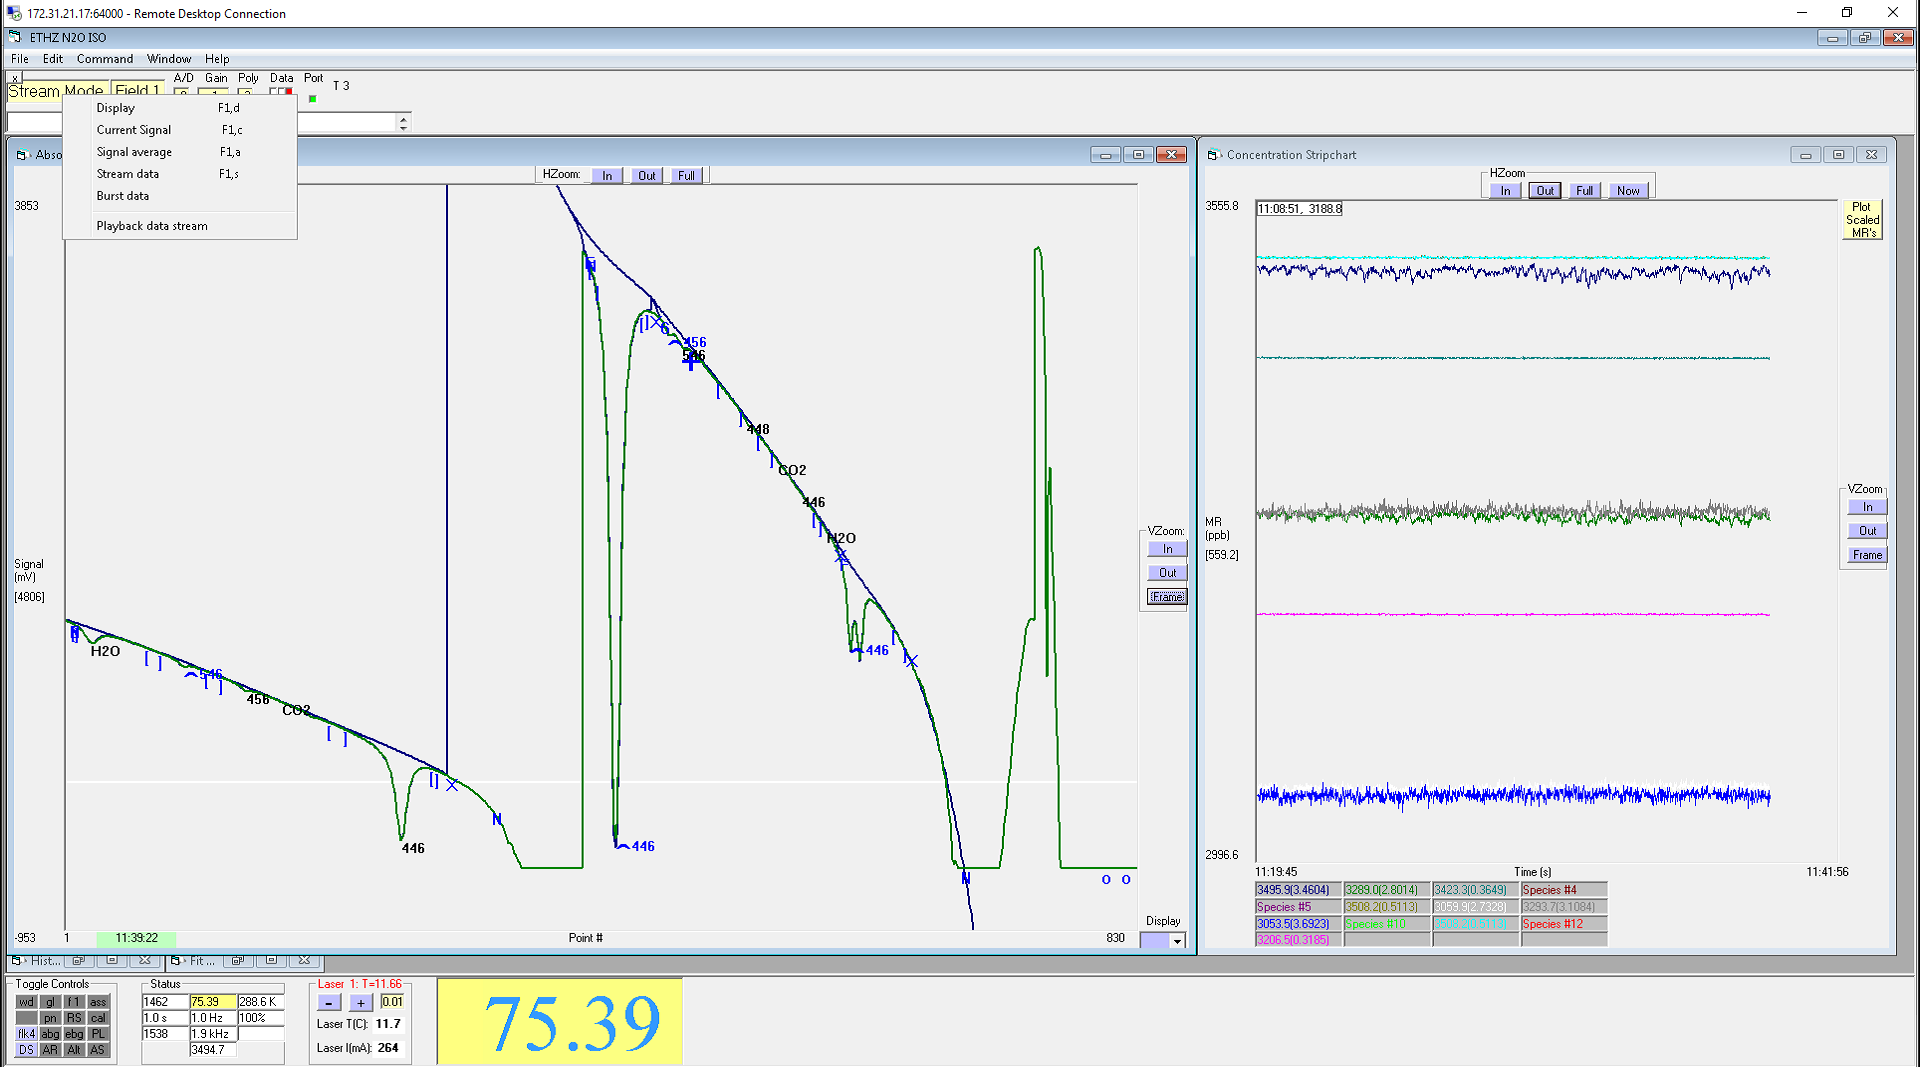 172.31.21.17:64000 - Remote Desktop Connection
ETHZ N2O ISO
File Edit Command Window Help
x
Stream Mode Field 1
A/D Gain Poly Data Port
T 3
Display F1,d
Current Signal F1,c
Signal average F1,a
Stream data F1,s
Burst data
Playback data stream
Abso
HZoom: In Out Full
3853
Signal
(mV)
[4806]
-953
1
11:39:22
Point #
830
H2O
546
456
CO2
446
446
456
546
448
CO2
446
H2O
446
VZoom:
In
Out
Frame
Display
Concentration Stripchart
HZoom
In Out Full Now
3555.8
11:08:51, 3188.8
Plot
Scaled
MR's
MR
(ppb)
[559.2]
VZoom
In
Out
Frame
2996.6
11:19:45
Time (s)
11:41:56
3495.9(3.4604) 3289.0(2.8014) 3423.3(0.3649) Species #4
Species #5 3508.2(0.5113) 3059.9(2.7328) 3293.7(3.1084)
3053.5(3.6923) Species #10 3508.2(0.5113) Species #12
3206.5(0.3185)
Hist... Fit ...
Toggle Controls
wd gl f 1 ass
pn RS cal
flk4 abg ebg PL
DS AR Alt AS
Status
1462 75.39 288.6 K
1.0 s 1.0 Hz 100%
1538 1.9 kHz
3494.7
Laser 1: T=11.66
- + 0.01
Laser T(C): 11.7
Laser I(mA): 264
75.39